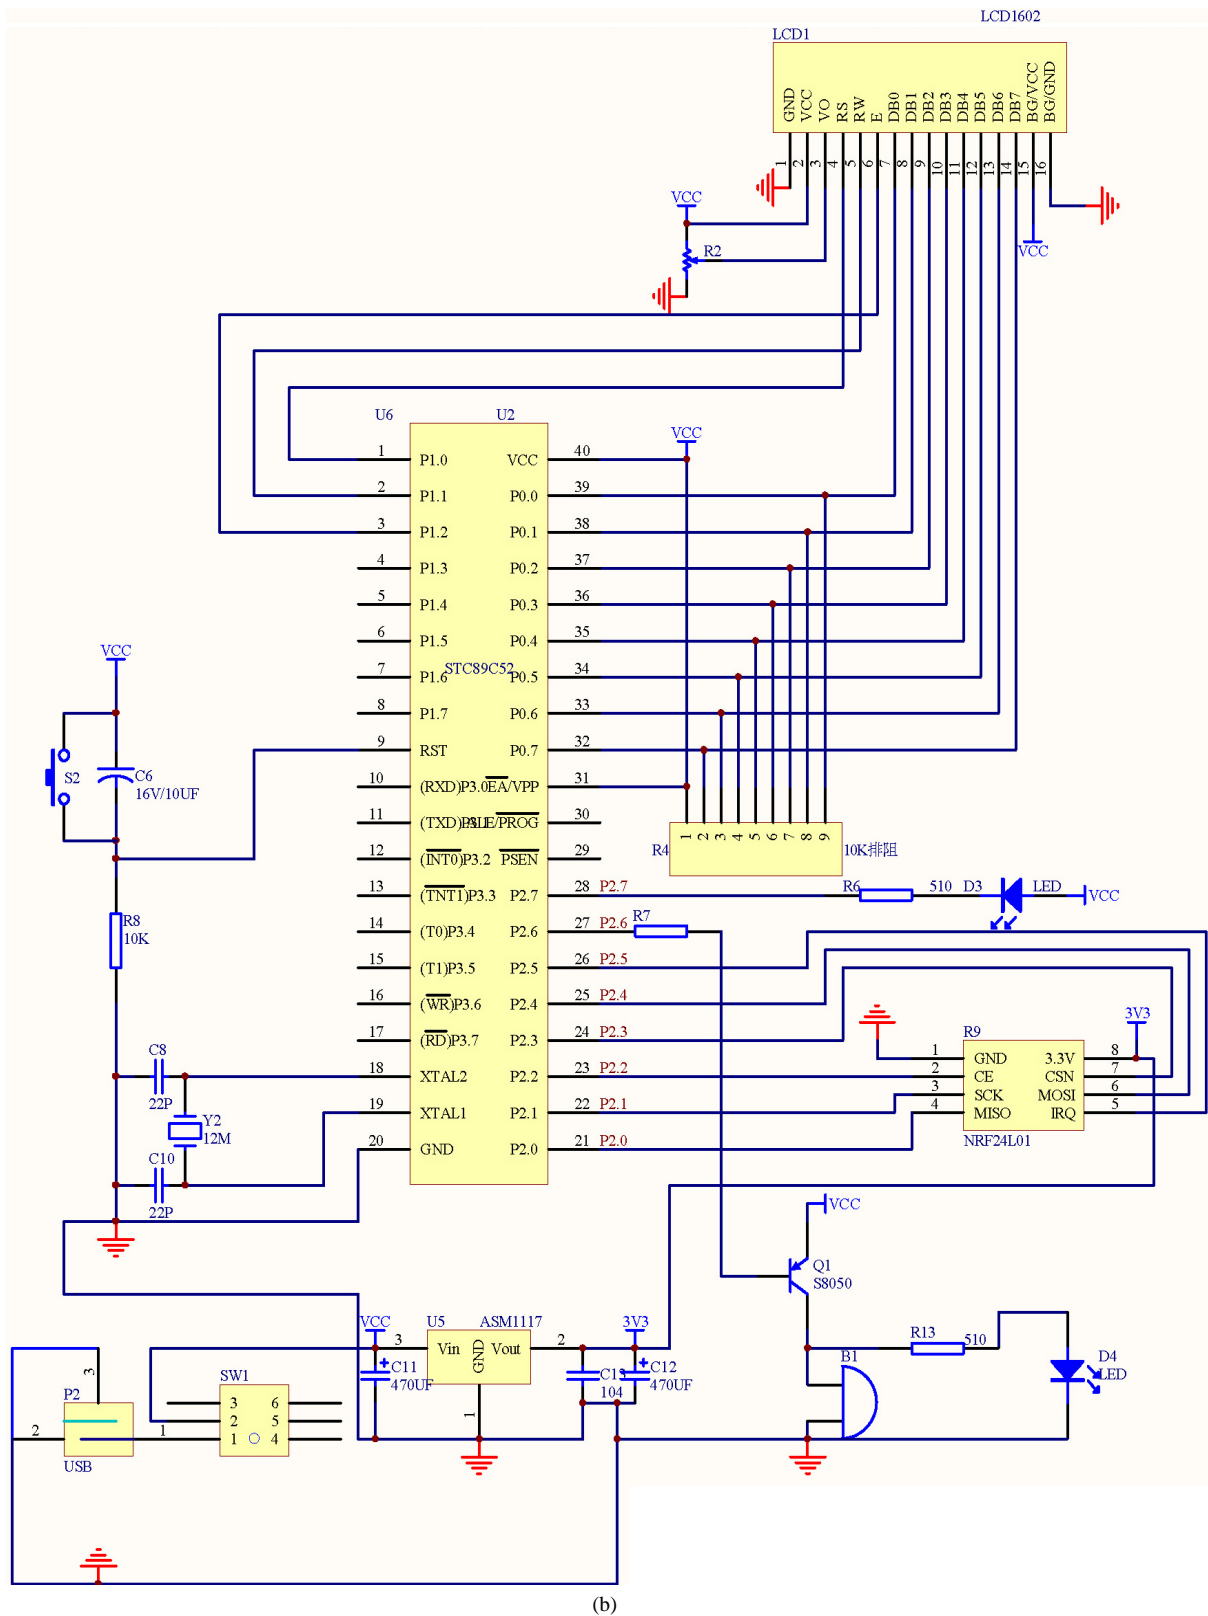 LCD1602
LCD1
GND
VCC
VO
RS
RW
E
DB0
DB1
DB2
DB3
DB4
DB5
DB6
DB7
BG/VCC
BG/GND
1
2
3
4
5
6
7
8
9
10
11
12
13
14
15
16
VCC
R2
VCC
U6
U2
VCC
1 P1.0 VCC 40
2 P1.1 P0.0 39
3 P1.2 P0.1 38
4 P1.3 P0.2 37
5 P1.4 P0.3 36
6 P1.5 P0.4 35
STC89C52
7 P1.6 P0.5 34
8 P1.7 P0.6 33
9 RST P0.7 32
10 (RXD)P3.0 EA/VPP 31
11 (TXD)P3.1 ALE/PROG 30
12 (INT0)P3.2 PSEN 29
13 (TNT1)P3.3 P2.7 28 P2.7
14 (T0)P3.4 P2.6 27 P2.6
15 (T1)P3.5 P2.5 26 P2.5
16 (WR)P3.6 P2.4 25 P2.4
17 (RD)P3.7 P2.3 24 P2.3
18 XTAL2 P2.2 23 P2.2
19 XTAL1 P2.1 22 P2.1
20 GND P2.0 21 P2.0
VCC
S2
C6
16V/10UF
R8
10K
C8
22P
Y2
12M
C10
22P
R4
1 2 3 4 5 6 7 8 9
10K排阻
R6 510 D3 LED VCC
R7
3V3
R9
1 GND 3.3V 8
2 CE CSN 7
3 SCK MOSI 6
4 MISO IRQ 5
NRF24L01
VCC
Q1
S8050
R13 510
B1
D4
LED
VCC
U5 ASM1117
3V3
3 Vin GND Vout 2
1
C11
470UF
C13
104
C12
470UF
SW1
3 6
2 5
1 4
P2
3
2
1
USB
(b)